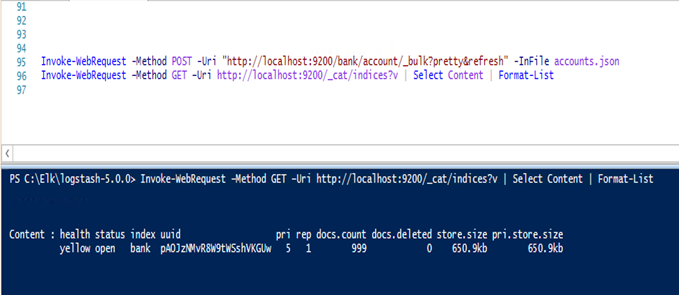 91
92
93
94
95 Invoke-WebRequest -Method POST -Uri "http://localhost:9200/bank/account/_bulk?pretty&refresh" -InFile accounts.json
96 Invoke-WebRequest -Method GET -Uri http://localhost:9200/_cat/indices?v | Select Content | Format-List
97
PS C:\Elk\logstash-5.0.0> Invoke-WebRequest -Method GET -Uri http://localhost:9200/_cat/indices?v | Select Content | Format-List
Content : health status index uuid pri rep docs.count docs.deleted store.size pri.store.size
yellow open bank pAOJzNMvR8W9tWSshVKGUw 5 1 999 0 650.9kb 650.9kb